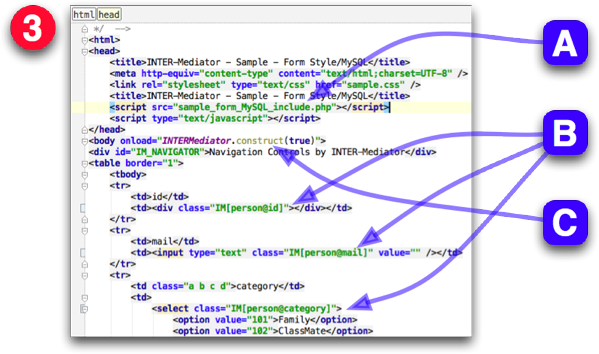 3
html head
*/ -->
<html>
<head>
<title>INTER-Mediator - Sample - Form Style/MySQL</title>
<meta http-equiv="content-type" content="text/html;charset=UTF-8" />
<link rel="stylesheet" type="text/css" href="sample.css" />
<title>INTER-Mediator - Sample - Form Style/MySQL</title>
<script src="sample_form_MySQL_include.php"></script>
<script type="text/javascript"></script>
</head>
<body onload="INTERMediator.construct(true)">
<div id="IM_NAVIGATOR">Navigation Controls by INTER-Mediator</div>
<table border="1">
<tbody>
<tr>
<td>id</td>
<td><div class="IM[person@id]"></div></td>
</tr>
<tr>
<td>mail</td>
<td><input type="text" class="IM[person@mail]" value="" /></td>
</tr>
<tr>
<td class="a b c d">category</td>
<td>
<select class="IM[person@category]">
<option value="101">Family</option>
<option value="102">ClassMate</option>
A
B
C